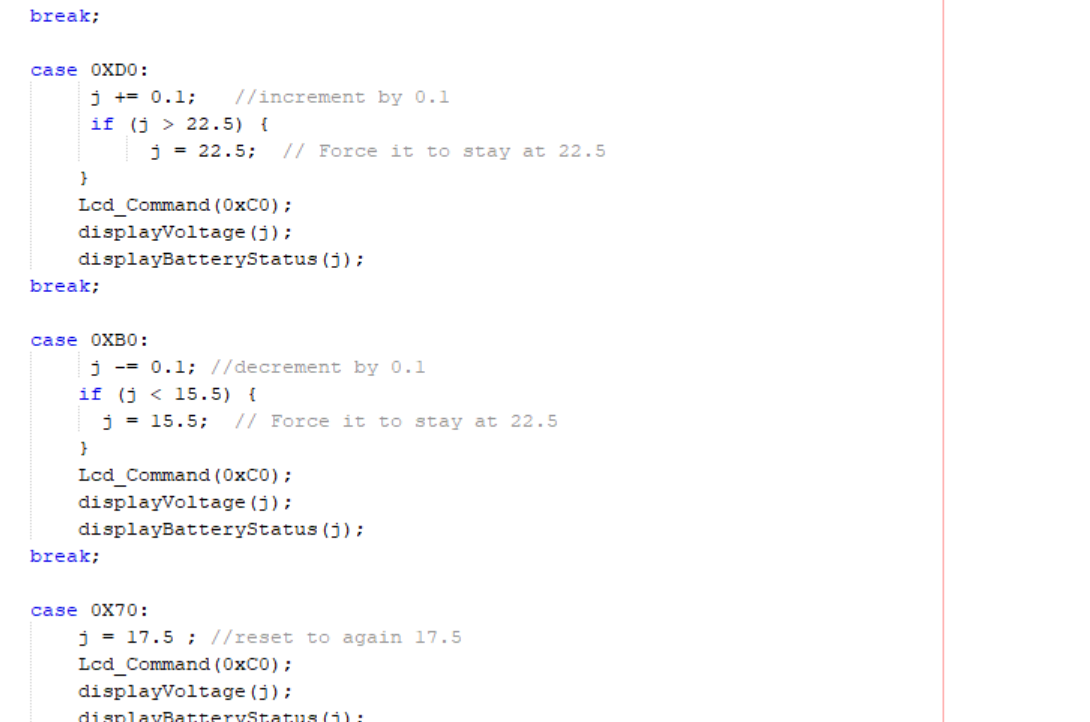 break;
case 0XD0:
j += 0.1;   //increment by 0.1
if (j > 22.5) {
j = 22.5;  // Force it to stay at 22.5
}
Lcd_Command(0xC0);
displayVoltage(j);
displayBatteryStatus(j);
break;
case 0XB0:
j -= 0.1; //decrement by 0.1
if (j < 15.5) {
j = 15.5;  // Force it to stay at 22.5
}
Lcd_Command(0xC0);
displayVoltage(j);
displayBatteryStatus(j);
break;
case 0X70:
j = 17.5 ; //reset to again 17.5
Lcd_Command(0xC0);
displayVoltage(j);
displayBatteryStatus(j);